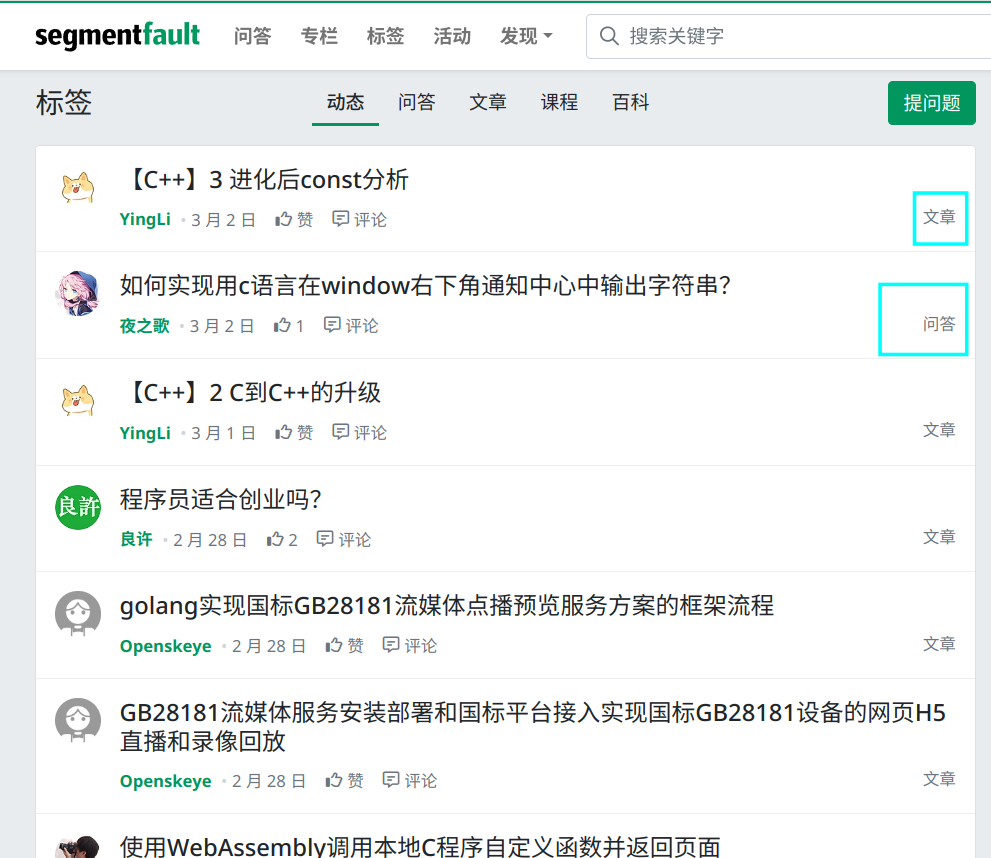 segmentfault 问答 专栏 标签 活动 发现 搜索关键字
标签 动态 问答 文章 课程 百科 提问题
【C++】3 进化后const分析
YingLi • 3 月 2 日 赞 评论 文章
如何实现用c语言在window右下角通知中心中输出字符串?
夜之歌 • 3 月 2 日 1 评论 问答
【C++】2 C到C++的升级
YingLi • 3 月 1 日 赞 评论 文章
良許 程序员适合创业吗?
良许 • 2 月 28 日 2 评论 文章
golang实现国标GB28181流媒体点播预览服务方案的框架流程
Openskeye • 2 月 28 日 赞 评论 文章
GB28181流媒体服务安装部署和国标平台接入实现国标GB28181设备的网页H5
直播和录像回放
Openskeye • 2 月 28 日 赞 评论 文章
使用WebAssembly调用本地C程序自定义函数并返回页面